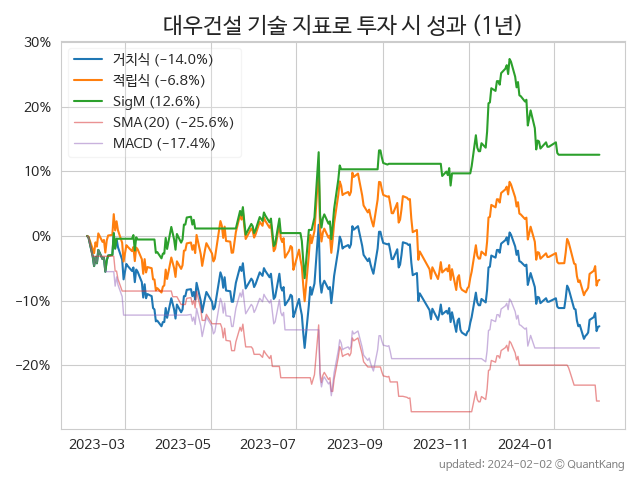 대우건설 기술 지표로 투자 시 성과 (1년)
30%
20%
10%
0%
−10%
−20%
거치식 (−14.0%)
적립식 (−6.8%)
SigM (12.6%)
SMA(20) (−25.6%)
MACD (−17.4%)
2023-03 2023-05 2023-07 2023-09 2023-11 2024-01
updated: 2024-02-02 © QuantKang